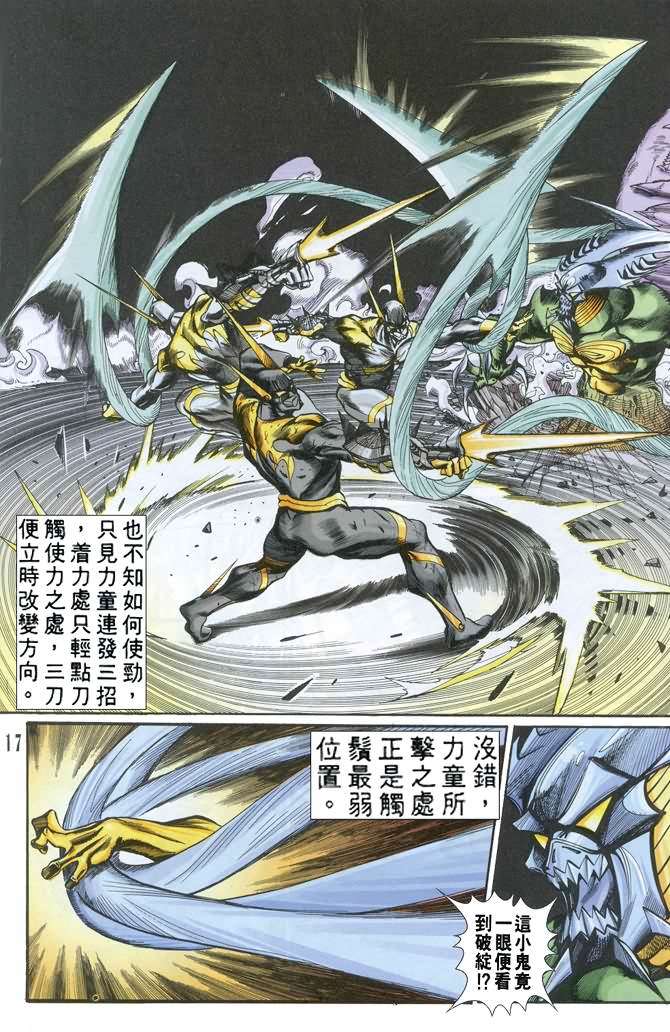 也不知如何使勁，
只見力童連發三招
，着力處只輕點刀
觸使力之處，三刀
便立時改變方向。
17
沒錯，
力童所
擊之處
正是觸
鬚最弱
位置。
這小鬼竟
一眼便看
到破綻!?